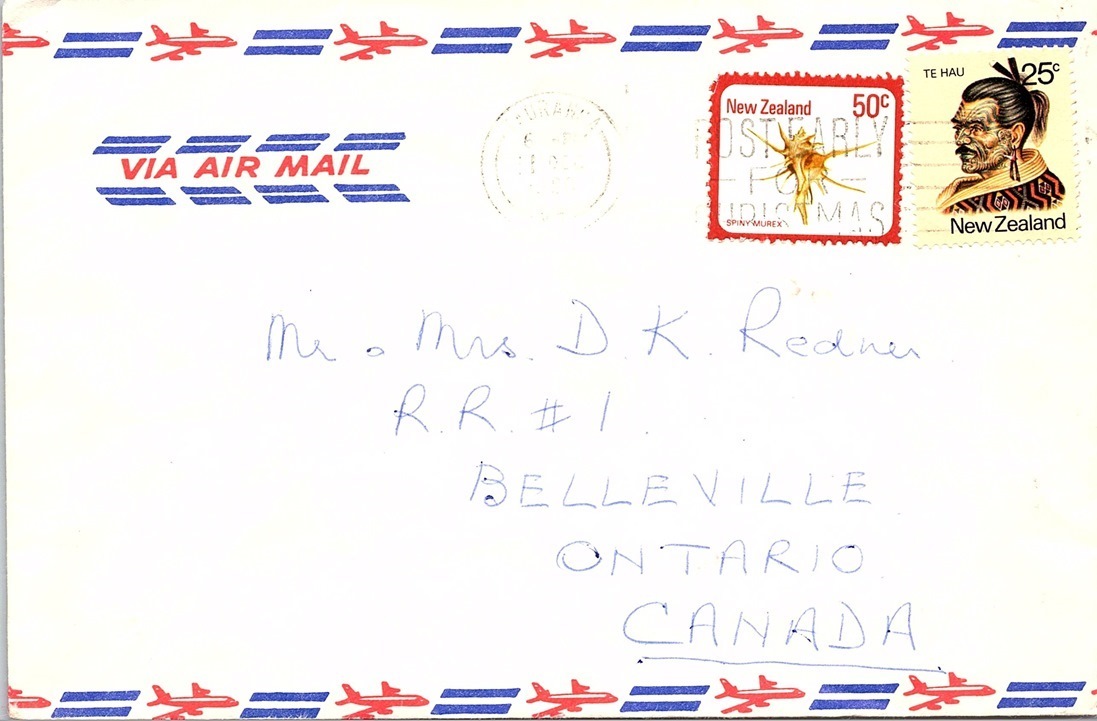 VIA AIR MAIL
New Zealand 50c
POST EARLY
FOR
CHRISTMAS
SPINY MUREX
TE HAU 25c
New Zealand
Mr & Mrs. D. K. Redner
R.R. # 1.
BELLEVILLE
ONTARIO
CANADA